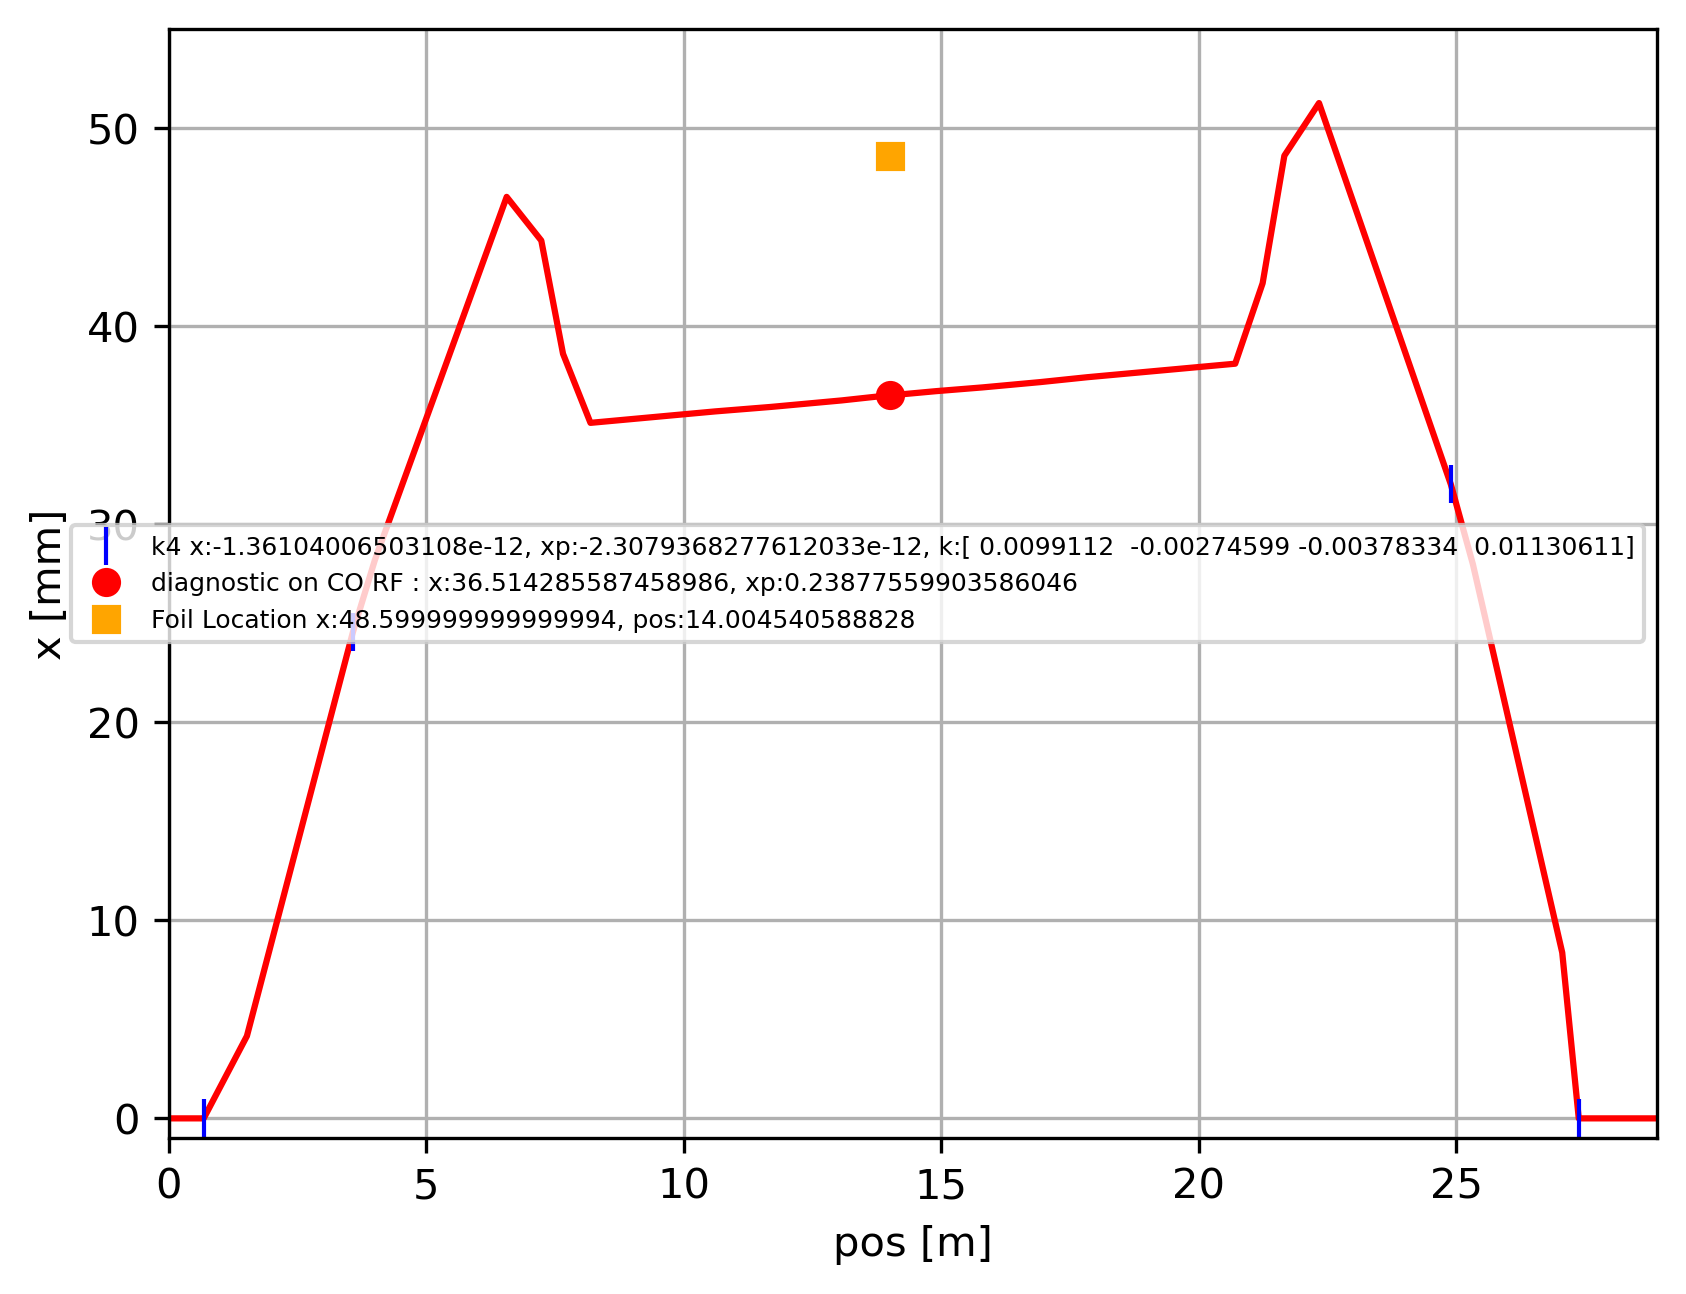 50
40
30
20
10
0
x [mm]
k4 x:-1.36104006503108e-12, xp:-2.3079368277612033e-12, k:[ 0.0099112  -0.00274599 -0.00378334  0.01130611]
diagnostic on CO RF : x:36.514285587458986, xp:0.23877559903586046
Foil Location x:48.599999999999994, pos:14.004540588828
0 5 10 15 20 25
pos [m]